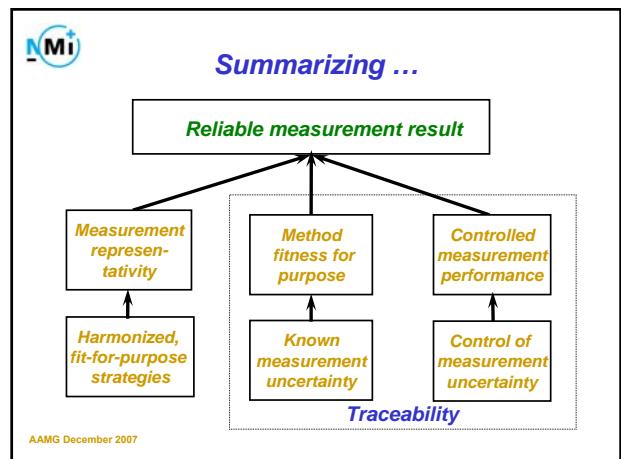 NMi
Summarizing …
Reliable measurement result
Measurement
represen-
tativity
Method
fitness for
purpose
Controlled
measurement
performance
Harmonized,
fit-for-purpose
strategies
Known
measurement
uncertainty
Control of
measurement
uncertainty
Traceability
AAMG December 2007